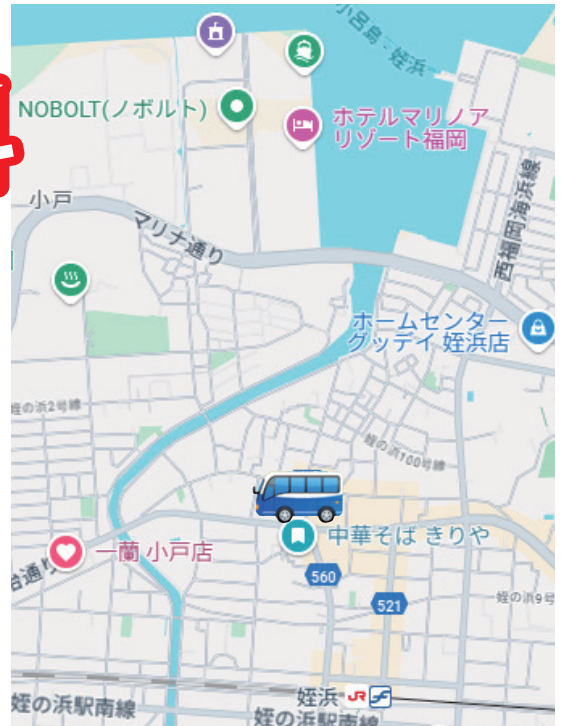 小呂島 - 姪浜
NOBOLT(ノボルト)
ホテルマリノア
リゾート福岡
小戸
マリナ通り
西福岡海浜線
ホームセンター
グッデイ 姪浜店
姪の浜2号線
姪の浜100号線
中華そば きりや
一蘭 小戸店
通り
560
521
姪の浜9号
姪浜 JR
姪の浜駅南線
姪の浜駅南線